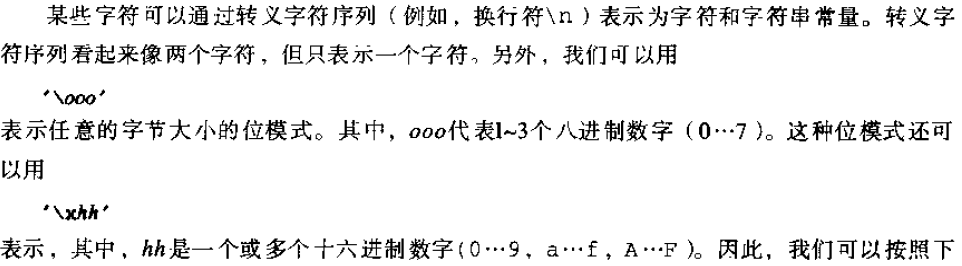 某些字符可以通过转义字符序列（例如，换行符\n）表示为字符和字符串常量。转义字
符序列看起来像两个字符，但只表示一个字符。另外，我们可以用
'\ooo'
表示任意的字节大小的位模式。其中，ooo代表1~3个八进制数字（0…7）。这种位模式还可
以用
'\xhh'
表示，其中，hh是一个或多个十六进制数字(0…9，a…f，A…F)。因此，我们可以按照下